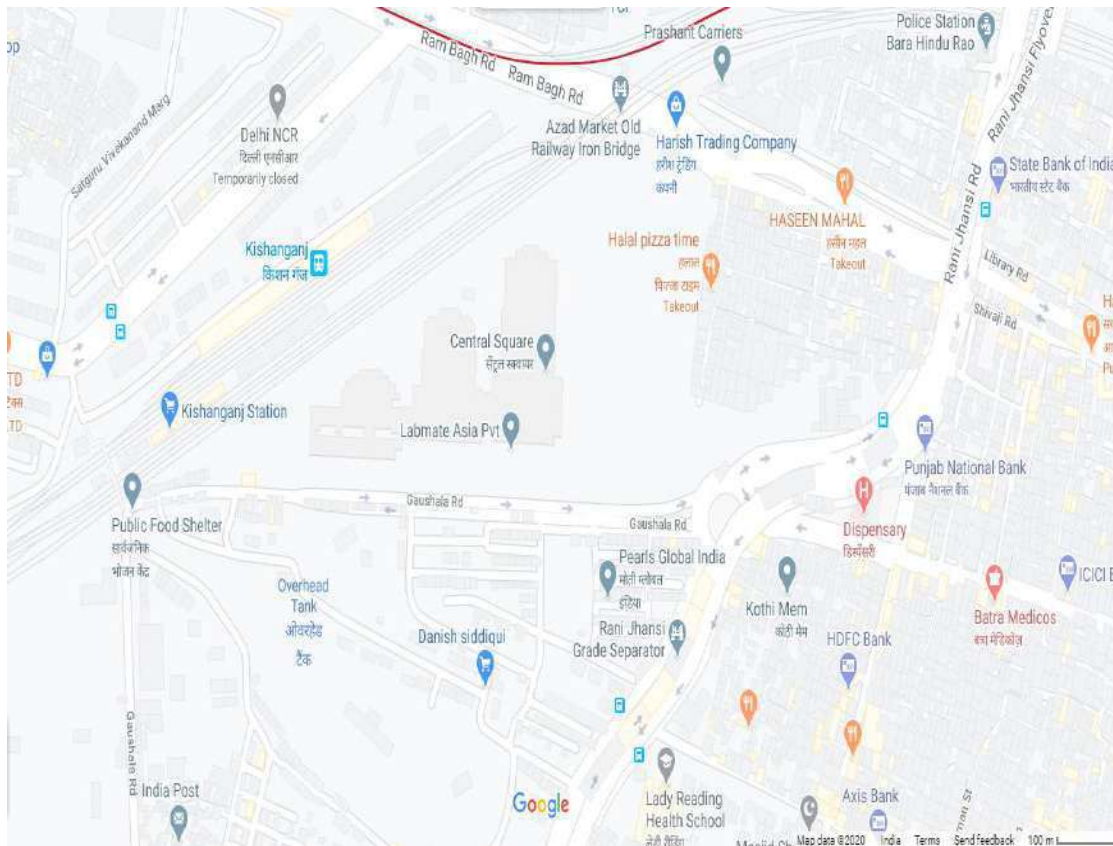 op
Ram Bagh Rd
Ram Bagh Rd
Prashant Carriers
Police Station
Bara Hindu Rao
Rani Jhansi Flyover
Satguru Vivekanand Marg
Delhi NCR
दिल्ली एनसीआर
Temporarily closed
Azad Market Old
Railway Iron Bridge
Harish Trading Company
हरीश ट्रेडिंग
कंपनी
State Bank of India
भारतीय स्टेट बैंक
Rani Jhansi Rd
HASEEN MAHAL
हसीन महल
Takeout
Kishanganj
किशन गंज
Halal pizza time
हलाल
पिज्ज़ा टाइम
Takeout
Library Rd
Shivaji Rd
Central Square
सेंट्रल स्क्वायर
TD
LTD
Kishanganj Station
Labmate Asia Pvt
Punjab National Bank
पंजाब नैशनल बैंक
Gaushala Rd
Gaushala Rd
Public Food Shelter
सार्वजनिक
भोजन केंद्र
Dispensary
डिस्पेंसरी
Pearls Global India
मोती ग्लोबल
इंडिया
Kothi Mem
कोठी मेम
ICICI B
Overhead
Tank
ओवरहेड
टैंक
Batra Medicos
बत्रा मेडिकोज़
Danish siddiqui
Rani Jhansi
Grade Separator
HDFC Bank
Gaushala Rd
India Post
Google
Lady Reading
Health School
Axis Bank
Map data ©2020 India Terms Send feedback 100 m